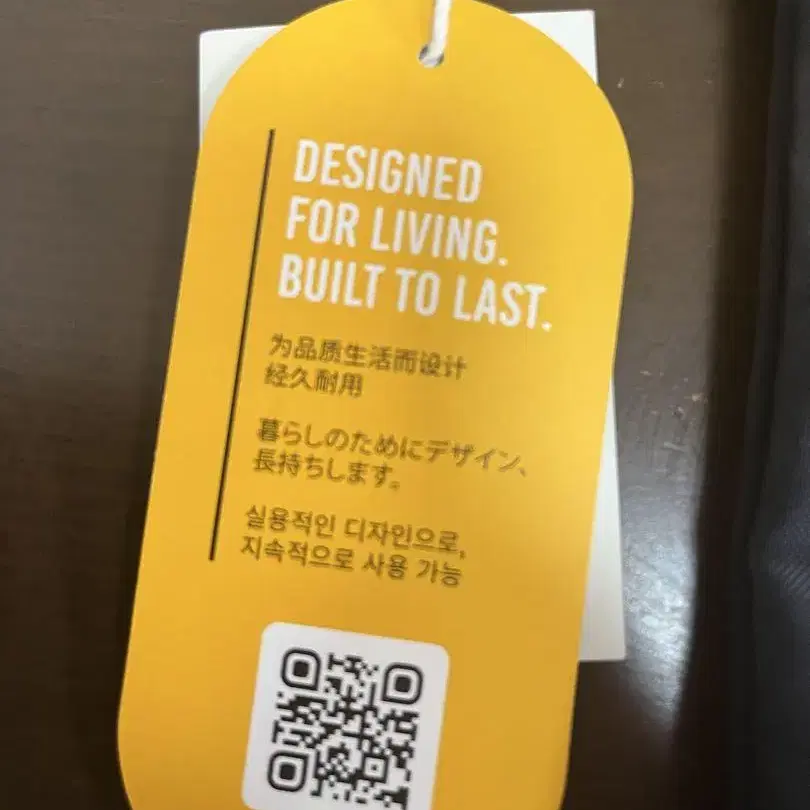 DESIGNED
FOR LIVING.
BUILT TO LAST.
为品质生活而设计
经久耐用
暮らしのためにデザイン、
長持ちします。
실용적인 디자인으로,
지속적으로 사용 가능